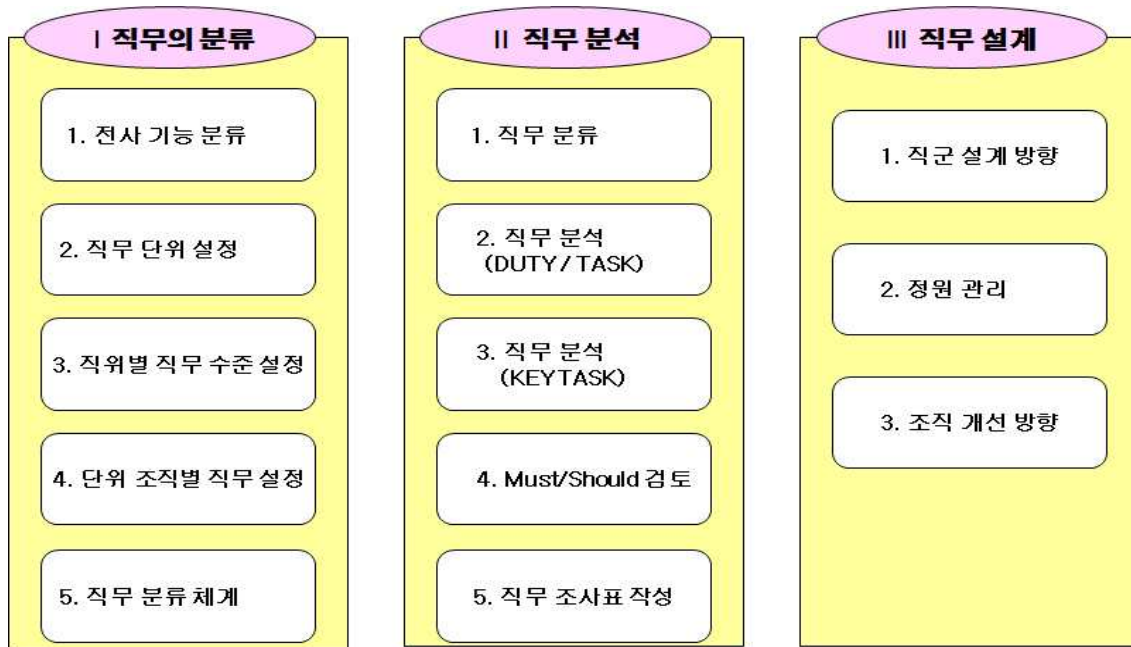 Ⅰ 직무의 분류
1. 전사 기능 분류
2. 직무 단위 설정
3. 직위별 직무 수준 설정
4. 단위 조직별 직무 설정
5. 직무 분류 체계
Ⅱ 직무 분석
1. 직무 분류
2. 직무 분석
(DUTY / TASK)
3. 직무 분석
(KEY TASK)
4. Must/Should 검토
5. 직무 조사표 작성
Ⅲ 직무 설계
1. 직군 설계 방향
2. 정원 관리
3. 조직 개선 방향